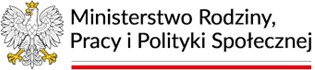 Ministerstwo Rodziny,
Pracy i Polityki Społecznej